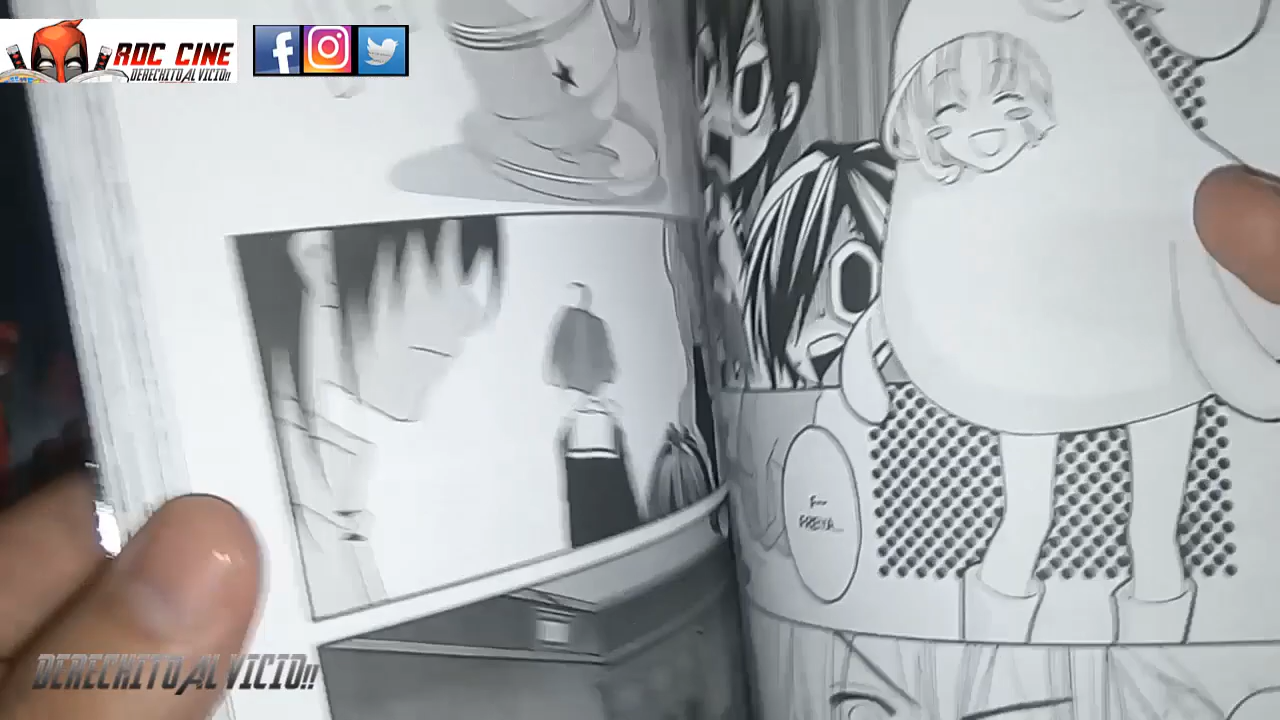 RDC CINE
DERECHITO AL VICIO!!
F...
FREYA...
DERECHITO AL VICIO!!